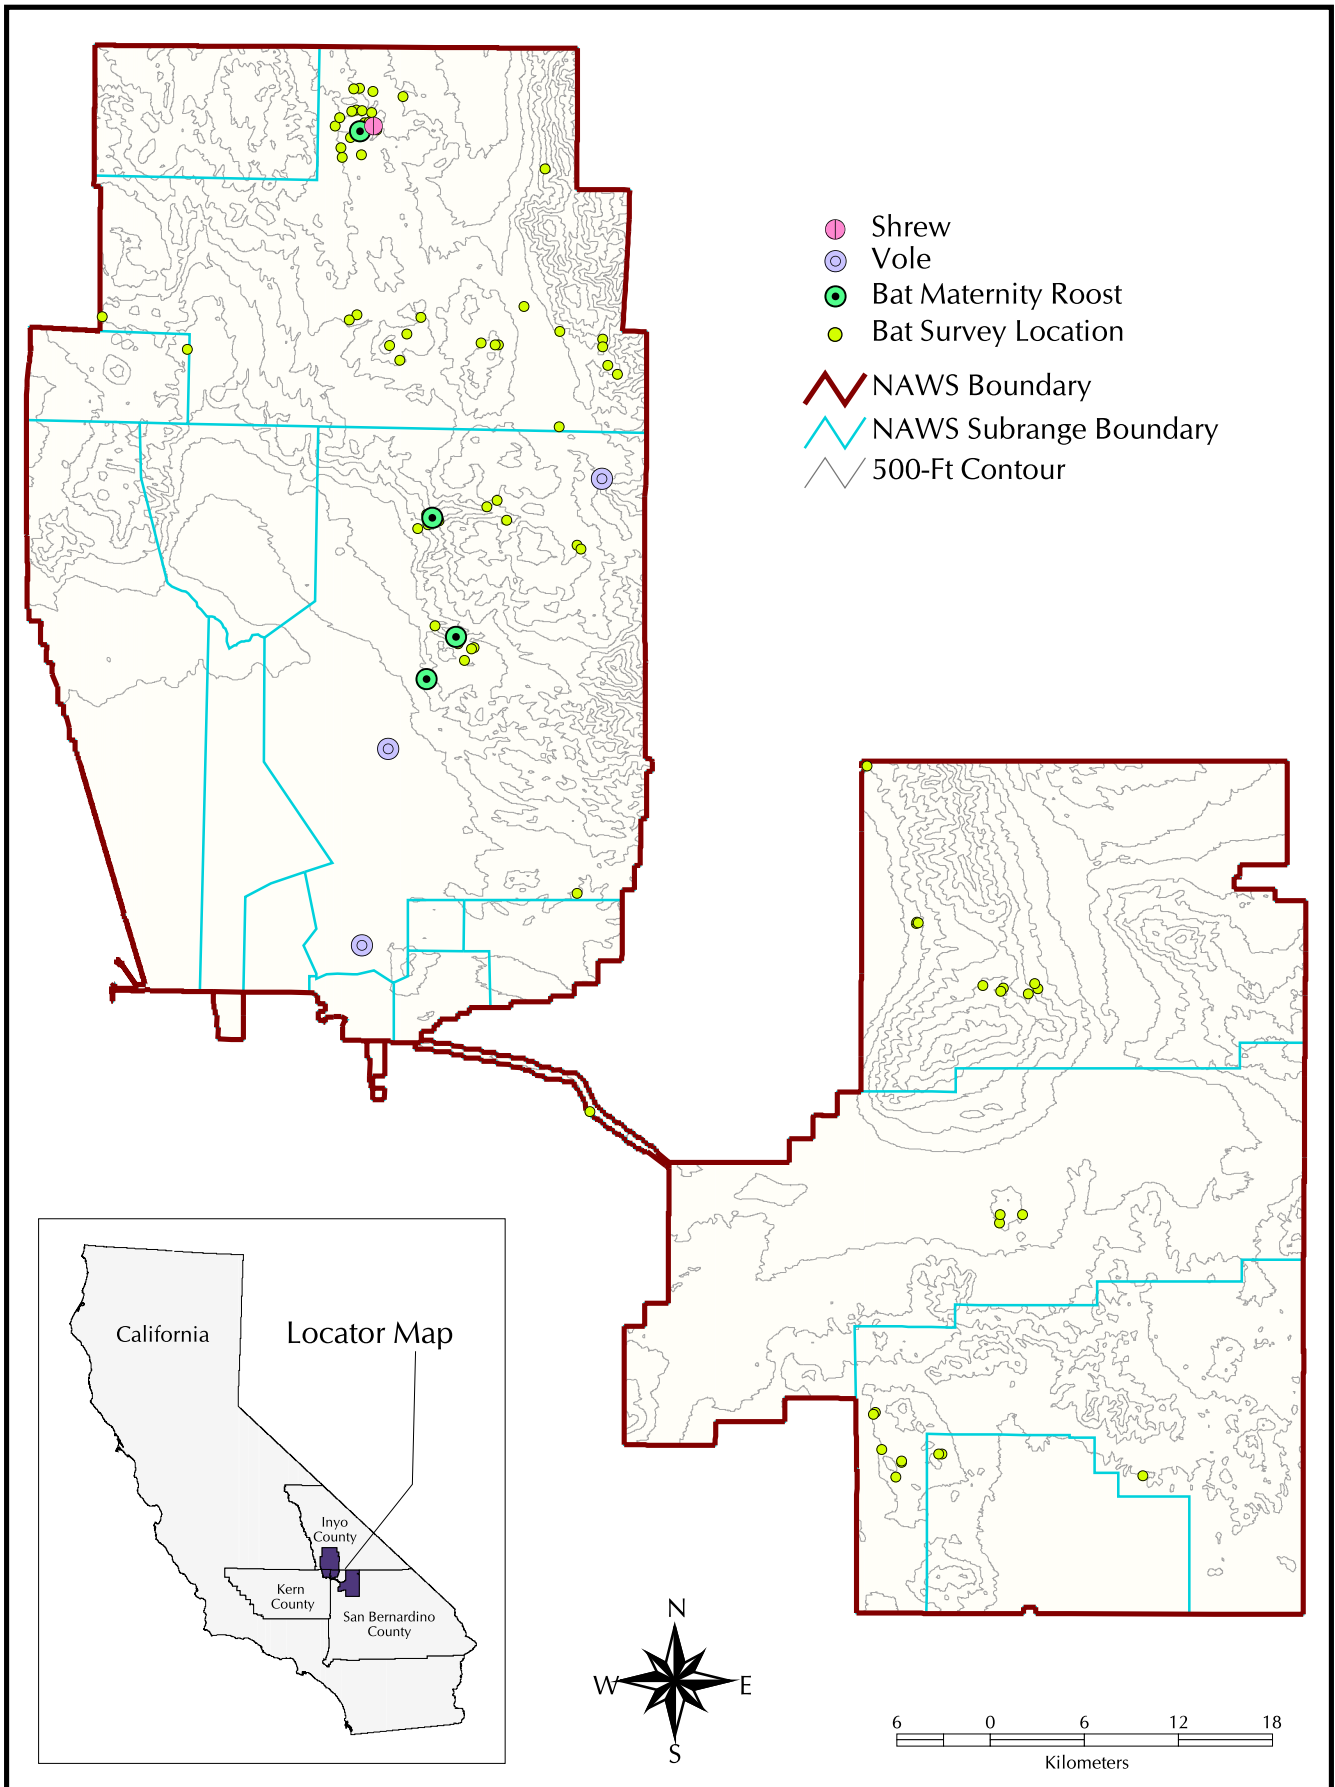 Shrew
Vole
Bat Maternity Roost
Bat Survey Location
NAWS Boundary
NAWS Subrange Boundary
500-Ft Contour
California
Locator Map
Inyo
County
Kern
County
San Bernardino
County
N
W E
S
6 0 6 12 18
Kilometers